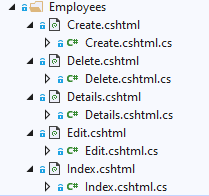 Employees
Create.cshtml
C# Create.cshtml.cs
Delete.cshtml
C# Delete.cshtml.cs
Details.cshtml
C# Details.cshtml.cs
Edit.cshtml
C# Edit.cshtml.cs
Index.cshtml
C# Index.cshtml.cs